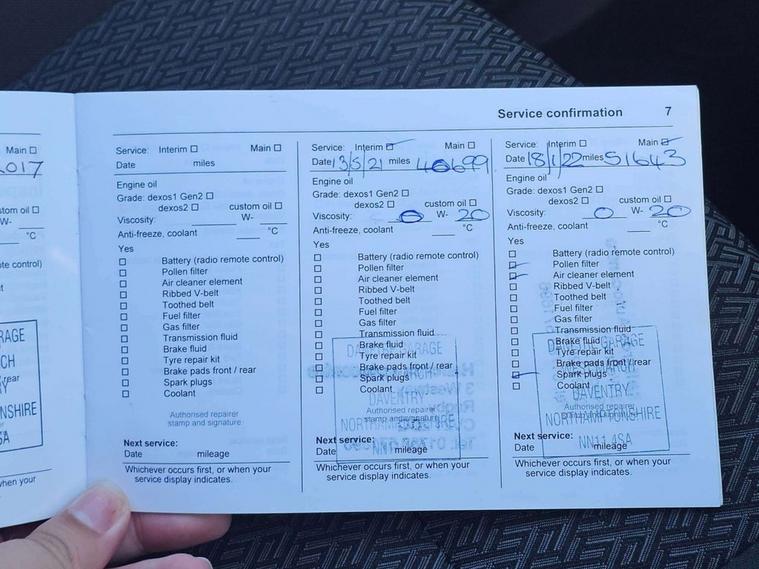 Service confirmation 7
Main ☐
2017
custom oil ☐
W-
°C
ARAGE
CH
NSHIRE
SA
when your
Service: Interim ☐ Main ☐
Date miles
Engine oil
Grade: dexos1 Gen2 ☐
dexos2 ☐ custom oil ☐
Viscosity: W-
Anti-freeze, coolant °C
Yes
☐ Battery (radio remote control)
☐ Pollen filter
☐ Air cleaner element
☐ Ribbed V-belt
☐ Toothed belt
☐ Fuel filter
☐ Gas filter
☐ Transmission fluid
☐ Brake fluid
☐ Tyre repair kit
☐ Brake pads front / rear
☐ Spark plugs
☐ Coolant
Authorised repairer
stamp and signature
Next service:
Date mileage
Whichever occurs first, or when your
service display indicates.
Service: Interim ☑ Main ☐
Date 13/5/21 miles 40699
Engine oil
Grade: dexos1 Gen2 ☐
dexos2 ☐ custom oil ☐
Viscosity: 0 W- 20
Anti-freeze, coolant °C
Yes
☐ Battery (radio remote control)
☐ Pollen filter
☐ Air cleaner element
☐ Ribbed V-belt
☐ Toothed belt
☐ Fuel filter
☐ Gas filter
☐ Transmission fluid
☐ Brake fluid
☐ Tyre repair kit
☐ Brake pads front / rear
☐ Spark plugs
☐ Coolant
DAVENTRY
Authorised repairer
stamp and signature
NORTHAMPTONSHIRE
Next service:
Date mileage
Whichever occurs first, or when your
service display indicates.
Service: Interim ☐ Main ☑
Date 18/1/22 miles 51643
Engine oil
Grade: dexos1 Gen2 ☐
dexos2 ☐ custom oil ☐
Viscosity: 0 W- 20
Anti-freeze, coolant °C
Yes
☐ Battery (radio remote control)
☑ Pollen filter
☑ Air cleaner element
☐ Ribbed V-belt
☐ Toothed belt
☐ Fuel filter
☐ Gas filter
☐ Transmission fluid
☐ Brake fluid
☐ Tyre repair kit
☐ Brake pads front / rear
☑ Spark plugs
☐ Coolant
DAVENTRY
Authorised repairer
NORTHAMPTONSHIRE
Next service:
NN11 4SA
Date mileage
Whichever occurs first, or when your
service display indicates.